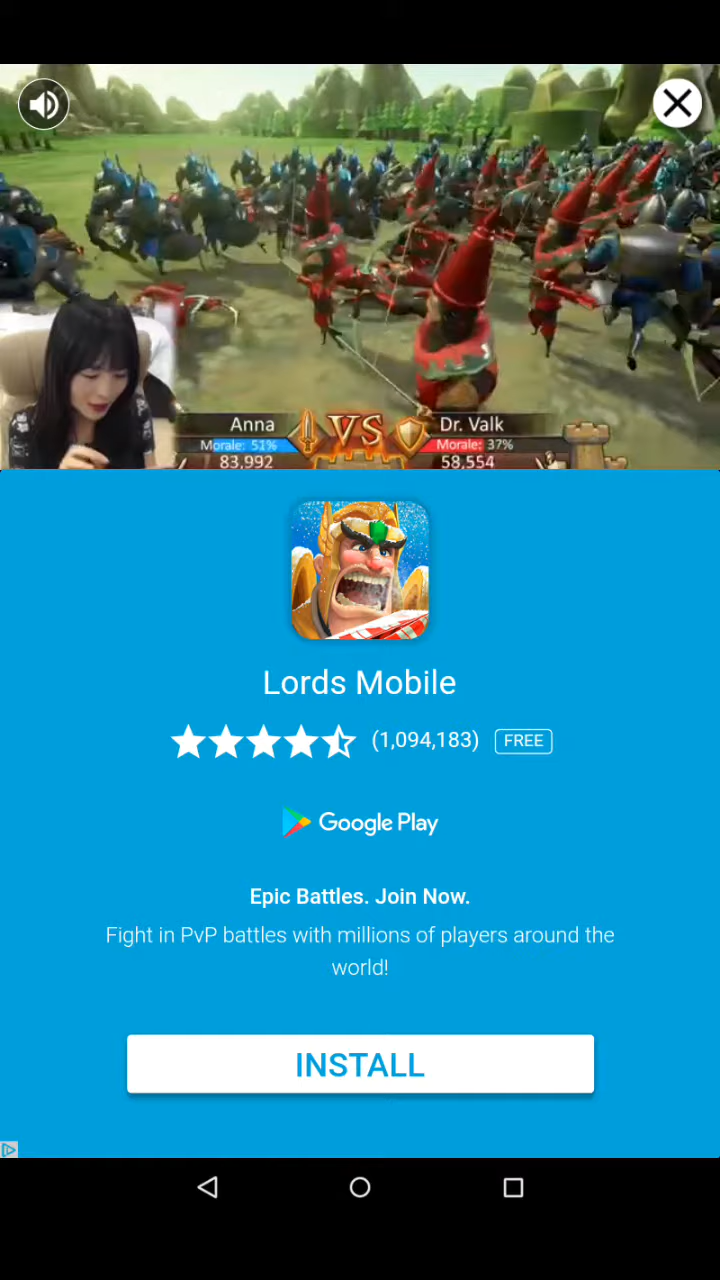 Anna
VS
Dr. Valk
Morale: 51%
Morale: 37%
83,992
58,554
Lords Mobile
(1,094,183)
FREE
Google Play
Epic Battles. Join Now.
Fight in PvP battles with millions of players around the
world!
INSTALL